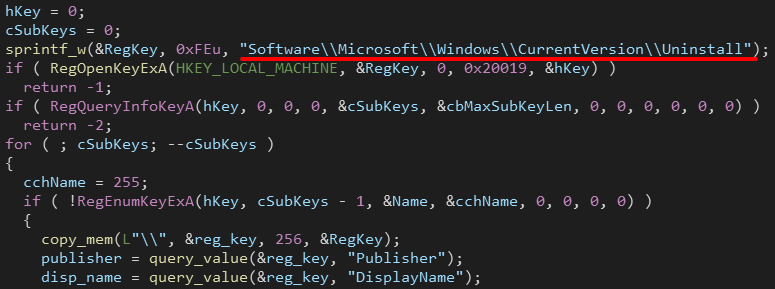 hKey = 0;
cSubKeys = 0;
sprintf_w(&RegKey, 0xFEu, "Software\\Microsoft\\Windows\\CurrentVersion\\Uninstall");
if ( RegOpenKeyExA(HKEY_LOCAL_MACHINE, &RegKey, 0, 0x20019, &hKey) )
  return -1;
if ( RegQueryInfoKeyA(hKey, 0, 0, 0, &cSubKeys, &cbMaxSubKeyLen, 0, 0, 0, 0, 0, 0) )
  return -2;
for ( ; cSubKeys; --cSubKeys )
{
  cchName = 255;
  if ( !RegEnumKeyExA(hKey, cSubKeys - 1, &Name, &cchName, 0, 0, 0, 0) )
  {
    copy_mem(L"\\", &reg_key, 256, &RegKey);
    publisher = query_value(&reg_key, "Publisher");
    disp_name = query_value(&reg_key, "DisplayName");